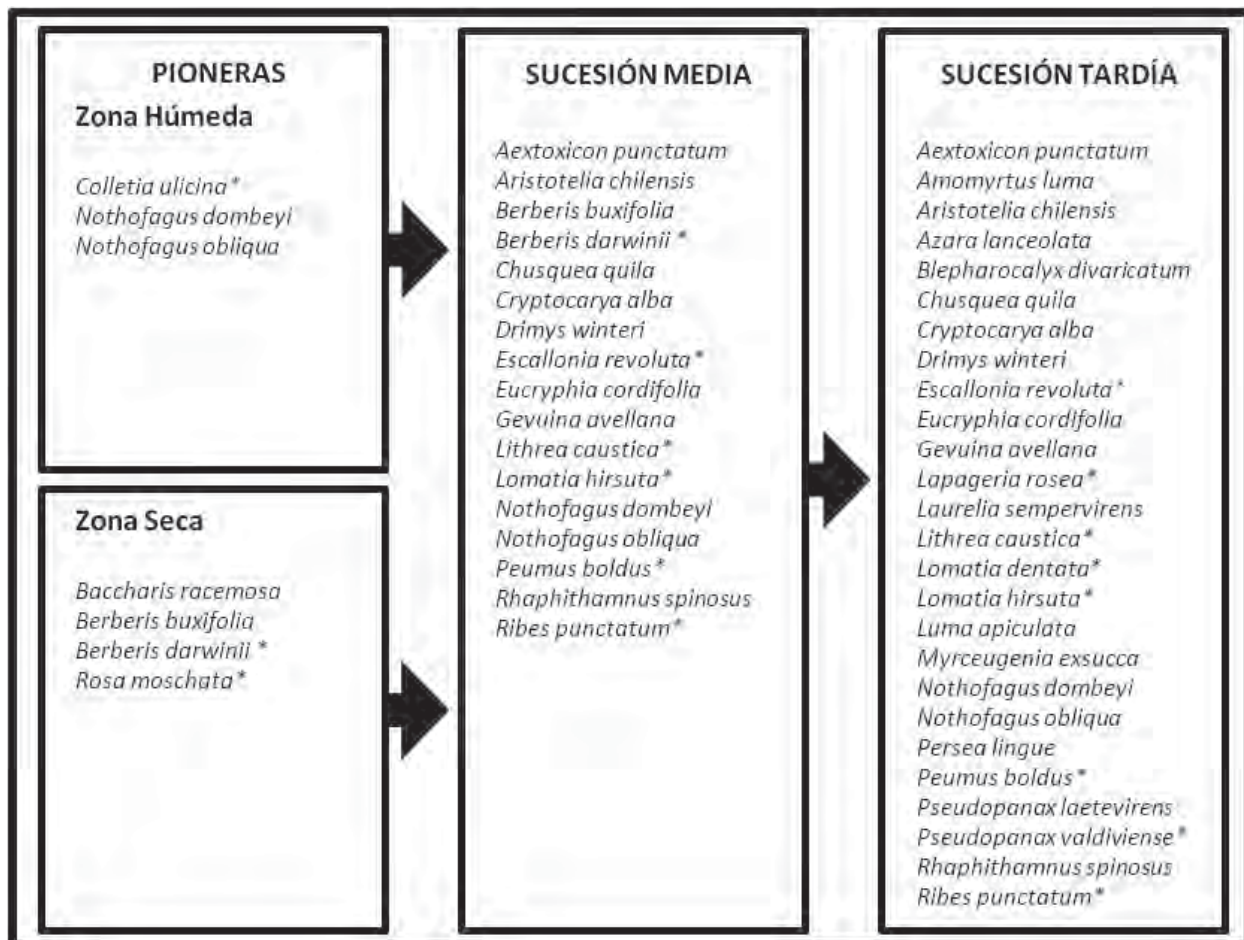 PIONERAS
Zona Húmeda
Colletia ulicina*
Nothofagus dombeyi
Nothofagus obliqua
Zona Seca
Baccharis racemosa
Berberis buxifolia
Berberis darwinii *
Rosa moschata*
SUCESIÓN MEDIA
Aextoxicon punctatum
Aristotelia chilensis
Berberis buxifolia
Berberis darwinii *
Chusquea quila
Cryptocarya alba
Drimys winteri
Escallonia revoluta*
Eucryphia cordifolia
Gevuina avellana
Lithrea caustica*
Lomatia hirsuta*
Nothofagus dombeyi
Nothofagus obliqua
Peumus boldus*
Rhaphithamnus spinosus
Ribes punctatum*
SUCESIÓN TARDÍA
Aextoxicon punctatum
Amomyrtus luma
Aristotelia chilensis
Azara lanceolata
Blepharocalyx divaricatum
Chusquea quila
Cryptocarya alba
Drimys winteri
Escallonia revoluta*
Eucryphia cordifolia
Gevuina avellana
Lapageria rosea*
Laurelia sempervirens
Lithrea caustica*
Lomatia dentata*
Lomatia hirsuta*
Luma apiculata
Myrceugenia exsucca
Nothofagus dombeyi
Nothofagus obliqua
Persea lingue
Peumus boldus*
Pseudopanax laetevirens
Pseudopanax valdiviense*
Rhaphithamnus spinosus
Ribes punctatum*